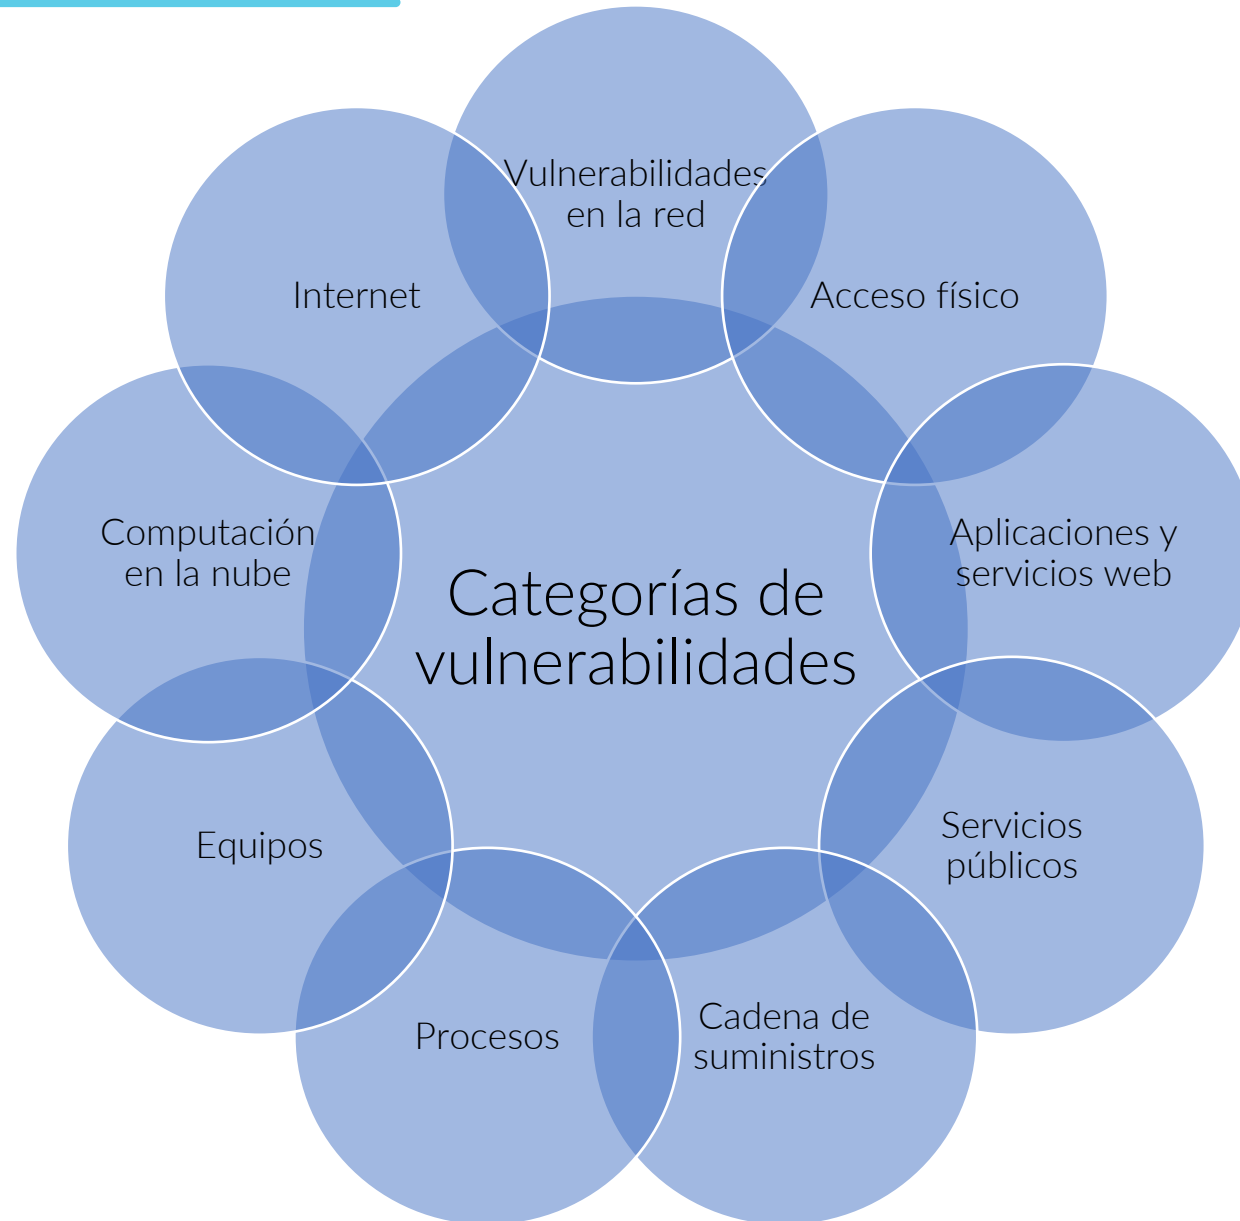 Vulnerabilidades
en la red
Internet
Acceso físico
Computación
en la nube
Aplicaciones y
servicios web
Categorías de
vulnerabilidades
Equipos
Servicios
públicos
Procesos
Cadena de
suministros